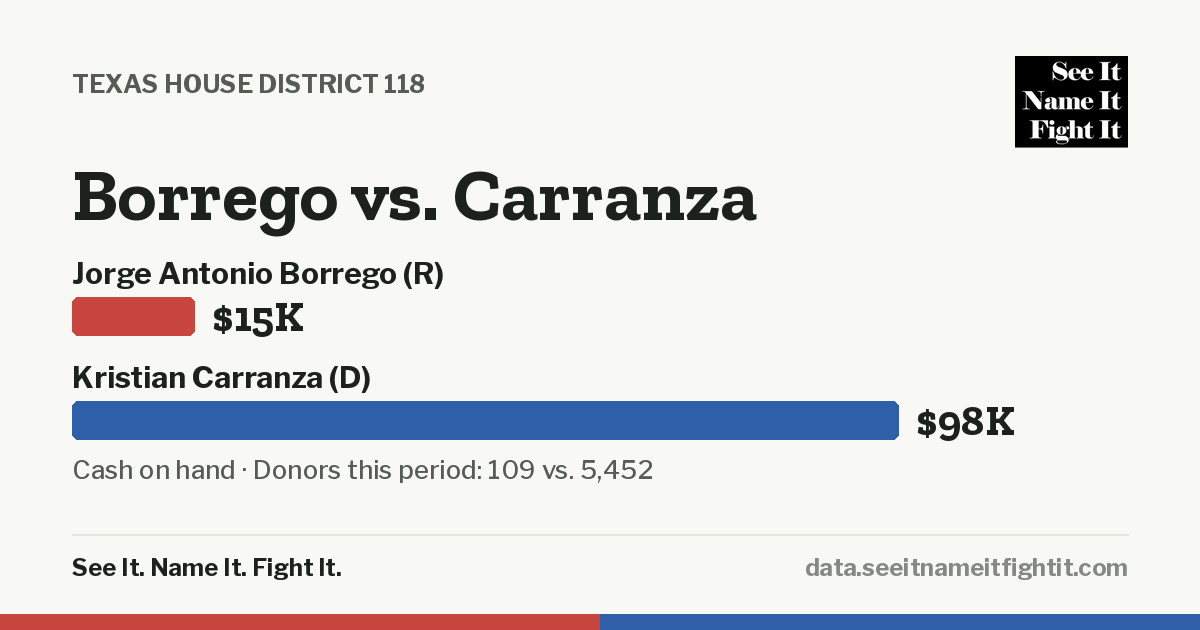 TEXAS HOUSE DISTRICT 118
See It
Name It
Fight It
Borrego vs. Carranza
Jorge Antonio Borrego (R)
$15K
Kristian Carranza (D)
$98K
Cash on hand · Donors this period: 109 vs. 5,452
See It. Name It. Fight It.
data.seeitnameitfightit.com